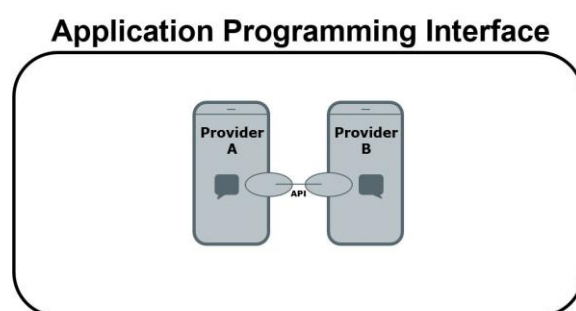 Application Programming Interface
Provider
A
Provider
B
API